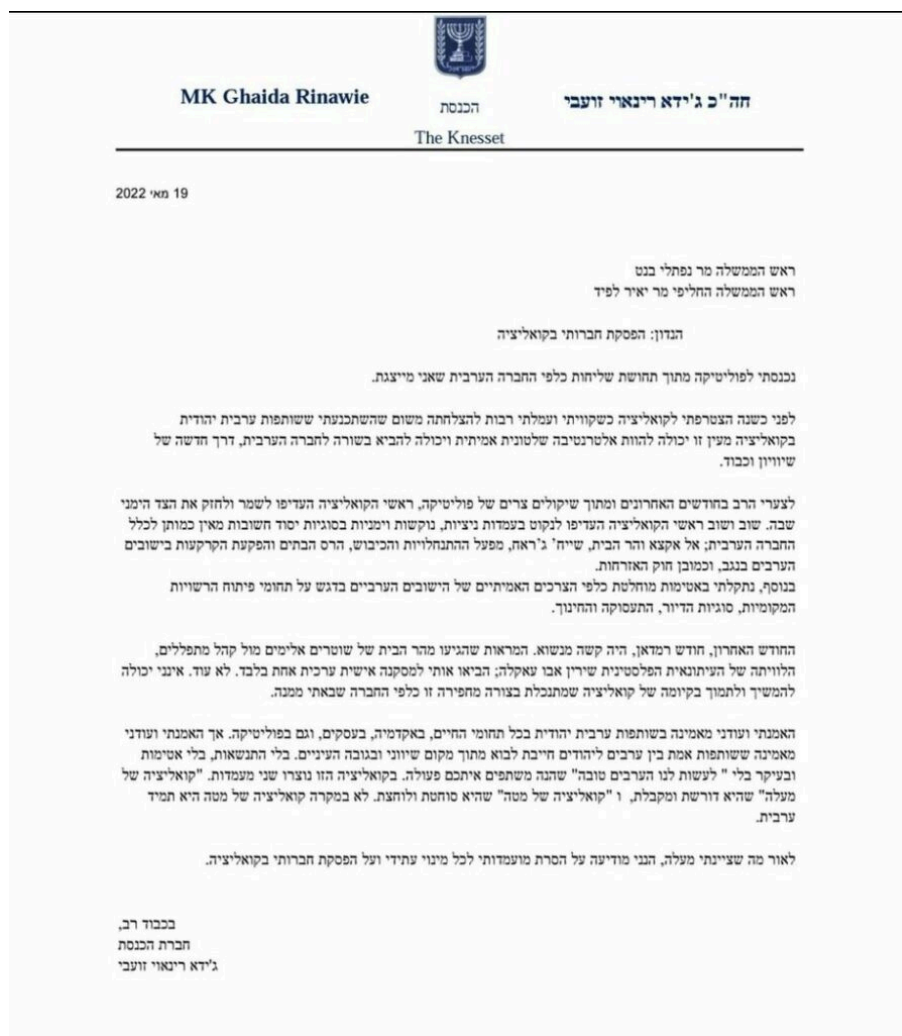 MK Ghaida Rinawie
הכנסת
The Knesset
חה"כ ג'ידא רינאוי זועבי
19 מאי 2022
ראש הממשלה מר נפתלי בנט
ראש הממשלה החליפי מר יאיר לפיד
הנדון: הפסקת חברותי בקואליציה
נכנסתי לפוליטיקה מתוך תחושת שליחות כלפי החברה הערבית שאני מייצגת.
לפני כשנה הצטרפתי לקואליציה כשקוויתי ועמלתי רבות להצלחתה משום שהשתכנעתי ששותפות ערבית יהודית
בקואליציה מעין זו יכולה להוות אלטרנטיבה שלטונית אמיתית ויכולה להביא בשורה לחברה הערבית, דרך חדשה של
שיוויון וכבוד.
לצערי הרב בחודשים האחרונים ומתוך שיקולים צרים של פוליטיקה, ראשי הקואליציה העדיפו לשמר ולחזק את הצד הימני
שבה. שוב ושוב ראשי הקואליציה העדיפו לנקוט בעמדות ניציות, נוקשות וימניות בסוגיות יסוד חשובות מאין כמותן לכלל
החברה הערבית; אל אקצא והר הבית, שייח' ג'ראח, מפעל ההתנחלויות והכיבוש, הרס הבתים והפקעת הקרקעות בישובים
הערבים בנגב, וכמובן חוק האזרחות.
בנוסף, נתקלתי באטימות מוחלטת כלפי הצרכים האמיתיים של הישובים הערביים בדגש על תחומי פיתוח הרשויות
המקומיות, סוגיות הדיור, התעסוקה והחינוך.
החודש האחרון, חודש רמדאן, היה קשה מנשוא. המראות שהגיעו מהר הבית של שוטרים אלימים מול קהל מתפללים,
הלוויתה של העיתונאית הפלסטינית שירין אבו עאקלה; הביאו אותי למסקנה אישית ערכית אחת בלבד. לא עוד. אינני יכולה
להמשיך ולתמוך בקיומה של קואליציה שמתנכלת בצורה מחפירה זו כלפי החברה שבאתי ממנה.
האמנתי ועודני מאמינה בשותפות ערבית יהודית בכל תחומי החיים, באקדמיה, בעסקים, וגם בפוליטיקה. אך האמנתי ועודני
מאמינה ששותפות אמת בין ערבים ליהודים חייבת לבוא מתוך מקום שיווני ובגובה העיניים. בלי התנשאות, בלי אטימות
ובעיקר בלי " לעשות לנו הערבים טובה" שהנה משתפים איתכם פעולה. בקואליציה הזו נוצרו שני מעמדות. "קואליציה של
מעלה" שהיא דורשת ומקבלת, ו "קואליציה של מטה" שהיא סוחטת ולוחצת. לא במקרה קואליציה של מטה היא תמיד
ערבית.
לאור מה שציינתי מעלה, הנני מודיעה על הסרת מועמדותי לכל מינוי עתידי ועל הפסקת חברותי בקואליציה.
בכבוד רב,
חברת הכנסת
ג'ידא רינאוי זועבי